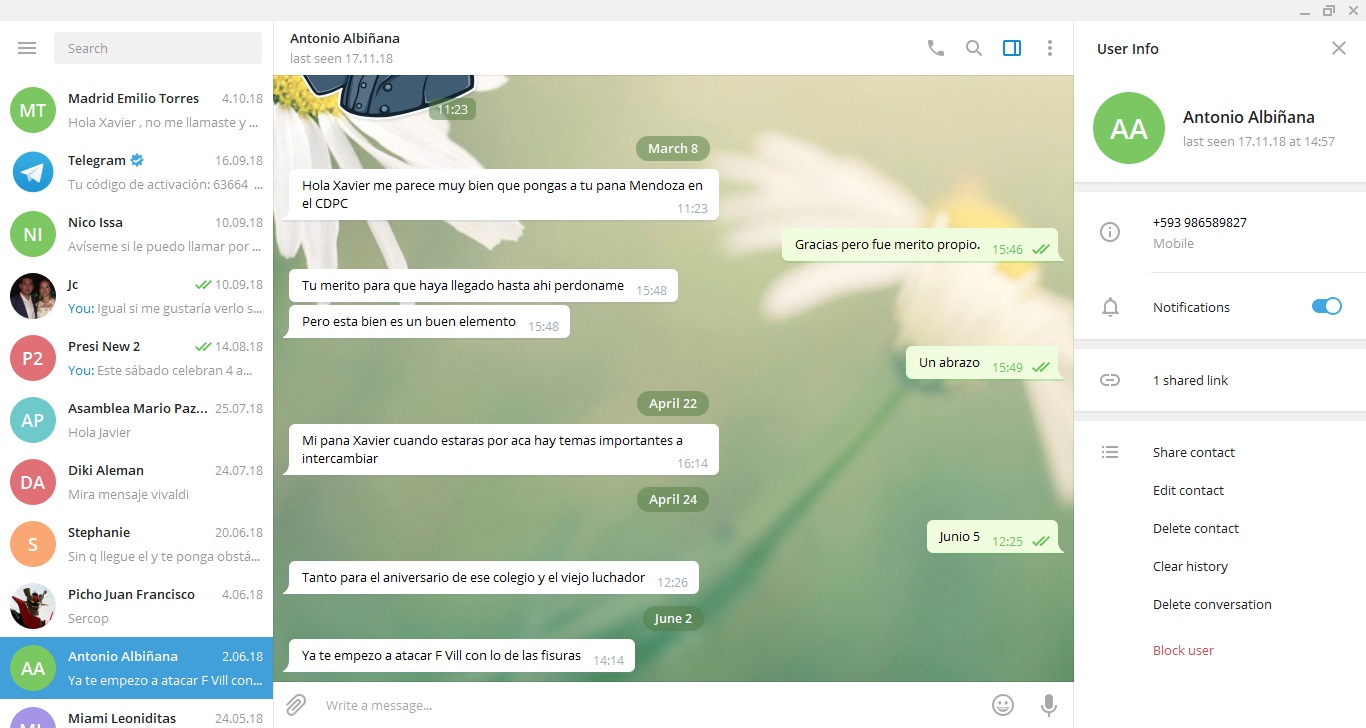 Search
Madrid Emilio Torres 4.10.18
Hola Xavier , no me llamaste y ...
Telegram 16.09.18
Tu código de activación: 63664 ...
Nico Issa 10.09.18
Avíseme si le puedo llamar por ...
Jc 10.09.18
You: Igual si me gustaría verlo s...
Presi New 2 14.08.18
You: Este sábado celebran 4 a...
Asamblea Mario Paz... 25.07.18
Hola Javier
Diki Aleman 24.07.18
Mira mensaje vivaldi
Stephanie 20.06.18
Sin q llegue el y te ponga obstá...
Picho Juan Francisco 4.06.18
Sercop
Antonio Albiñana 2.06.18
Ya te empezo a atacar F Vill con...
Miami Leoniditas 24.05.18
MT
NI
P2
AP
DA
S
AA
Antonio Albiñana
last seen 17.11.18
11:23
March 8
Hola Xavier me parece muy bien que pongas a tu pana Mendoza en
el CDPC 11:23
Gracias pero fue merito propio. 15:46
Tu merito para que haya llegado hasta ahi perdoname 15:48
Pero esta bien es un buen elemento 15:48
Un abrazo 15:49
April 22
Mi pana Xavier cuando estaras por aca hay temas importantes a
intercambiar 16:14
April 24
Junio 5 12:25
Tanto para el aniversario de ese colegio y el viejo luchador 12:26
June 2
Ya te empezo a atacar F Vill con lo de las fisuras 14:14
Write a message...
User Info
AA
Antonio Albiñana
last seen 17.11.18 at 14:57
+593 986589827
Mobile
Notifications
1 shared link
Share contact
Edit contact
Delete contact
Clear history
Delete conversation
Block user